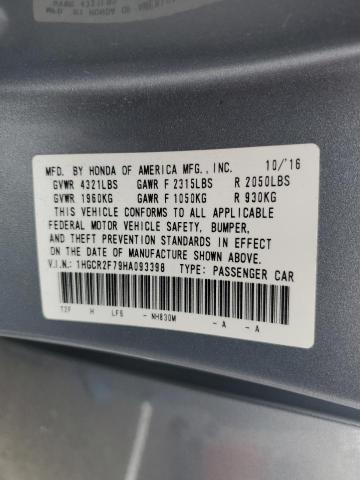 MFD. BY HONDA OF AMERICA MFG., INC. 10/'16
GVWR 4321LBS GAWR F 2315LBS R 2050LBS
GVWR 1960KG GAWR F 1050KG R 930KG
THIS VEHICLE CONFORMS TO ALL APPLICABLE
FEDERAL MOTOR VEHICLE SAFETY, BUMPER,
AND THEFT PREVENTION STANDARDS IN EFFECT
ON THE DATE OF MANUFACTURE SHOWN ABOVE.
V.I.N.: 1HGCR2F79HA093398 TYPE: PASSENGER CAR
T2F H LF6 - NH830M - A - A